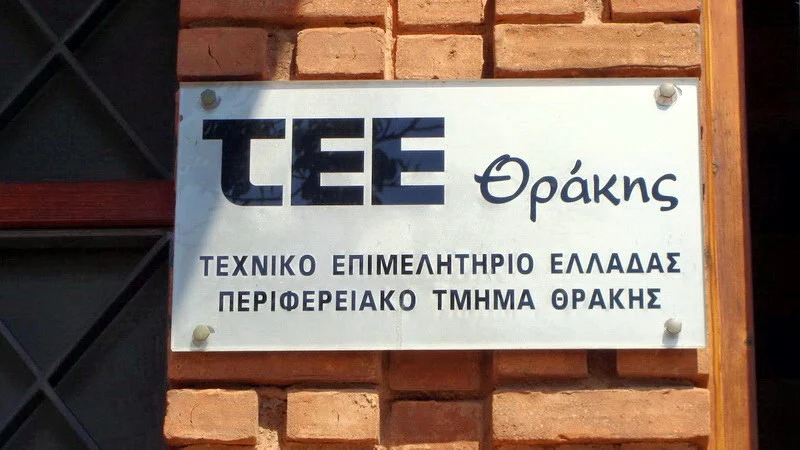 ΤΕΕ Θράκης
ΤΕΧΝΙΚΟ ΕΠΙΜΕΛΗΤΗΡΙΟ ΕΛΛΑΔΑΣ
ΠΕΡΙΦΕΡΕΙΑΚΟ ΤΜΗΜΑ ΘΡΑΚΗΣ